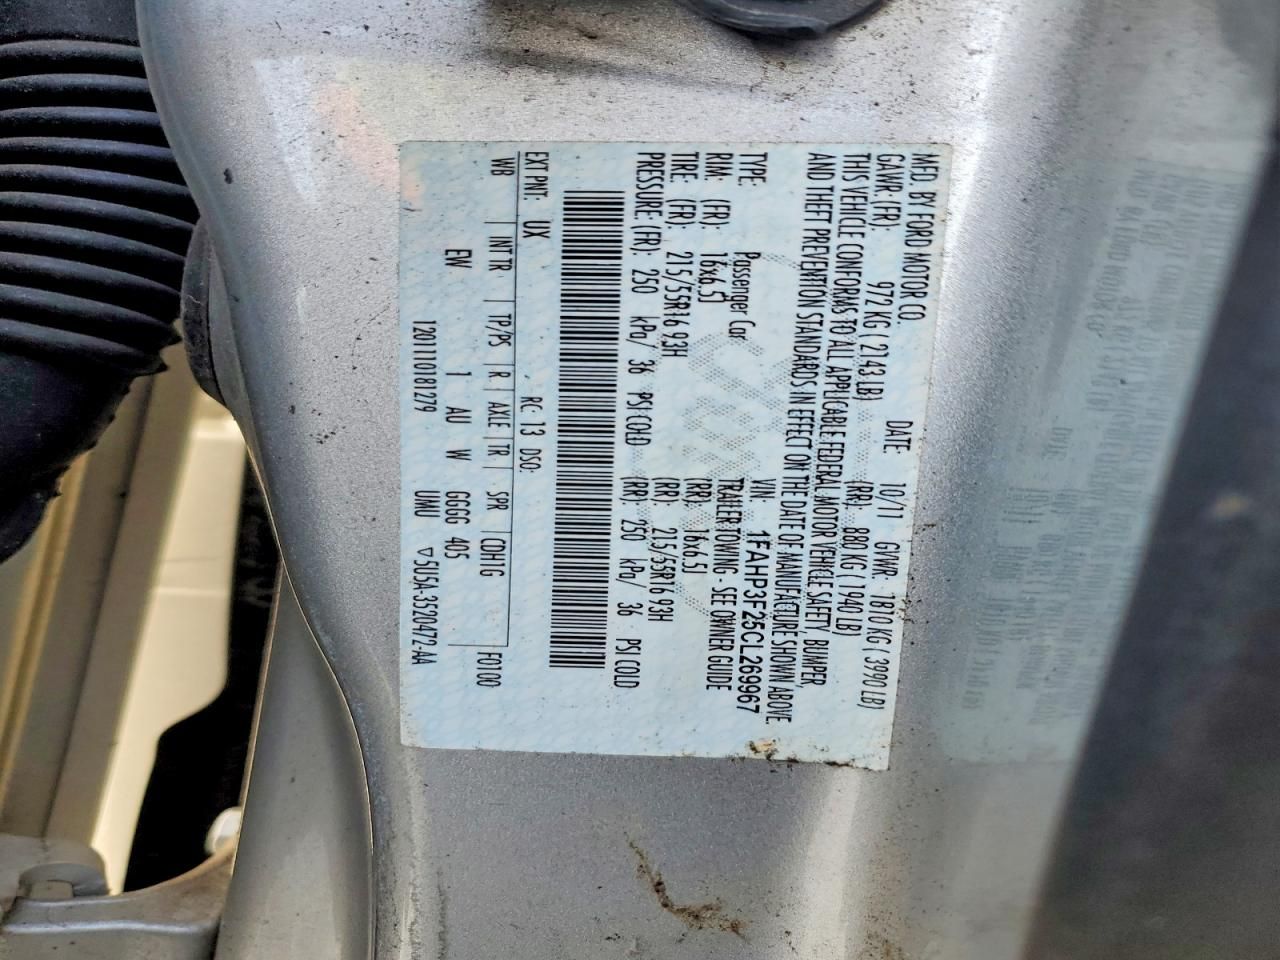 MFD. BY FORD MOTOR CO.
DATE 10/11 GVWR: 1810 KG ( 3990 LB)
GAWR: (FR): 972 KG ( 2143 LB) (RR): 880 KG ( 1940 LB)
THIS VEHICLE CONFORMS TO ALL APPLICABLE FEDERAL MOTOR VEHICLE SAFETY, BUMPER,
AND THEFT PREVENTION STANDARDS IN EFFECT ON THE DATE OF MANUFACTURE SHOWN ABOVE.
VIN: 1FAHP3F25CL269967
TYPE: Passenger Car TRAILER TOWING - SEE OWNER GUIDE
RIM: (FR): 16x6.5J (RR): 16x6.5J
TIRE: (FR): 215/55R16 93H (RR): 215/55R16 93H
PRESSURE (FR): 250 kPa/ 36 PSI COLD (RR): 250 kPa/ 36 PSI COLD
EXT PNT: UX RC: 13 DSO:
WB INT TR TP/PS R AXLE TR SPR CDH1G F0100
EW 1 AU W GGGG 405
1201110181279 UMU ▽ 5U5A-3520472-AA